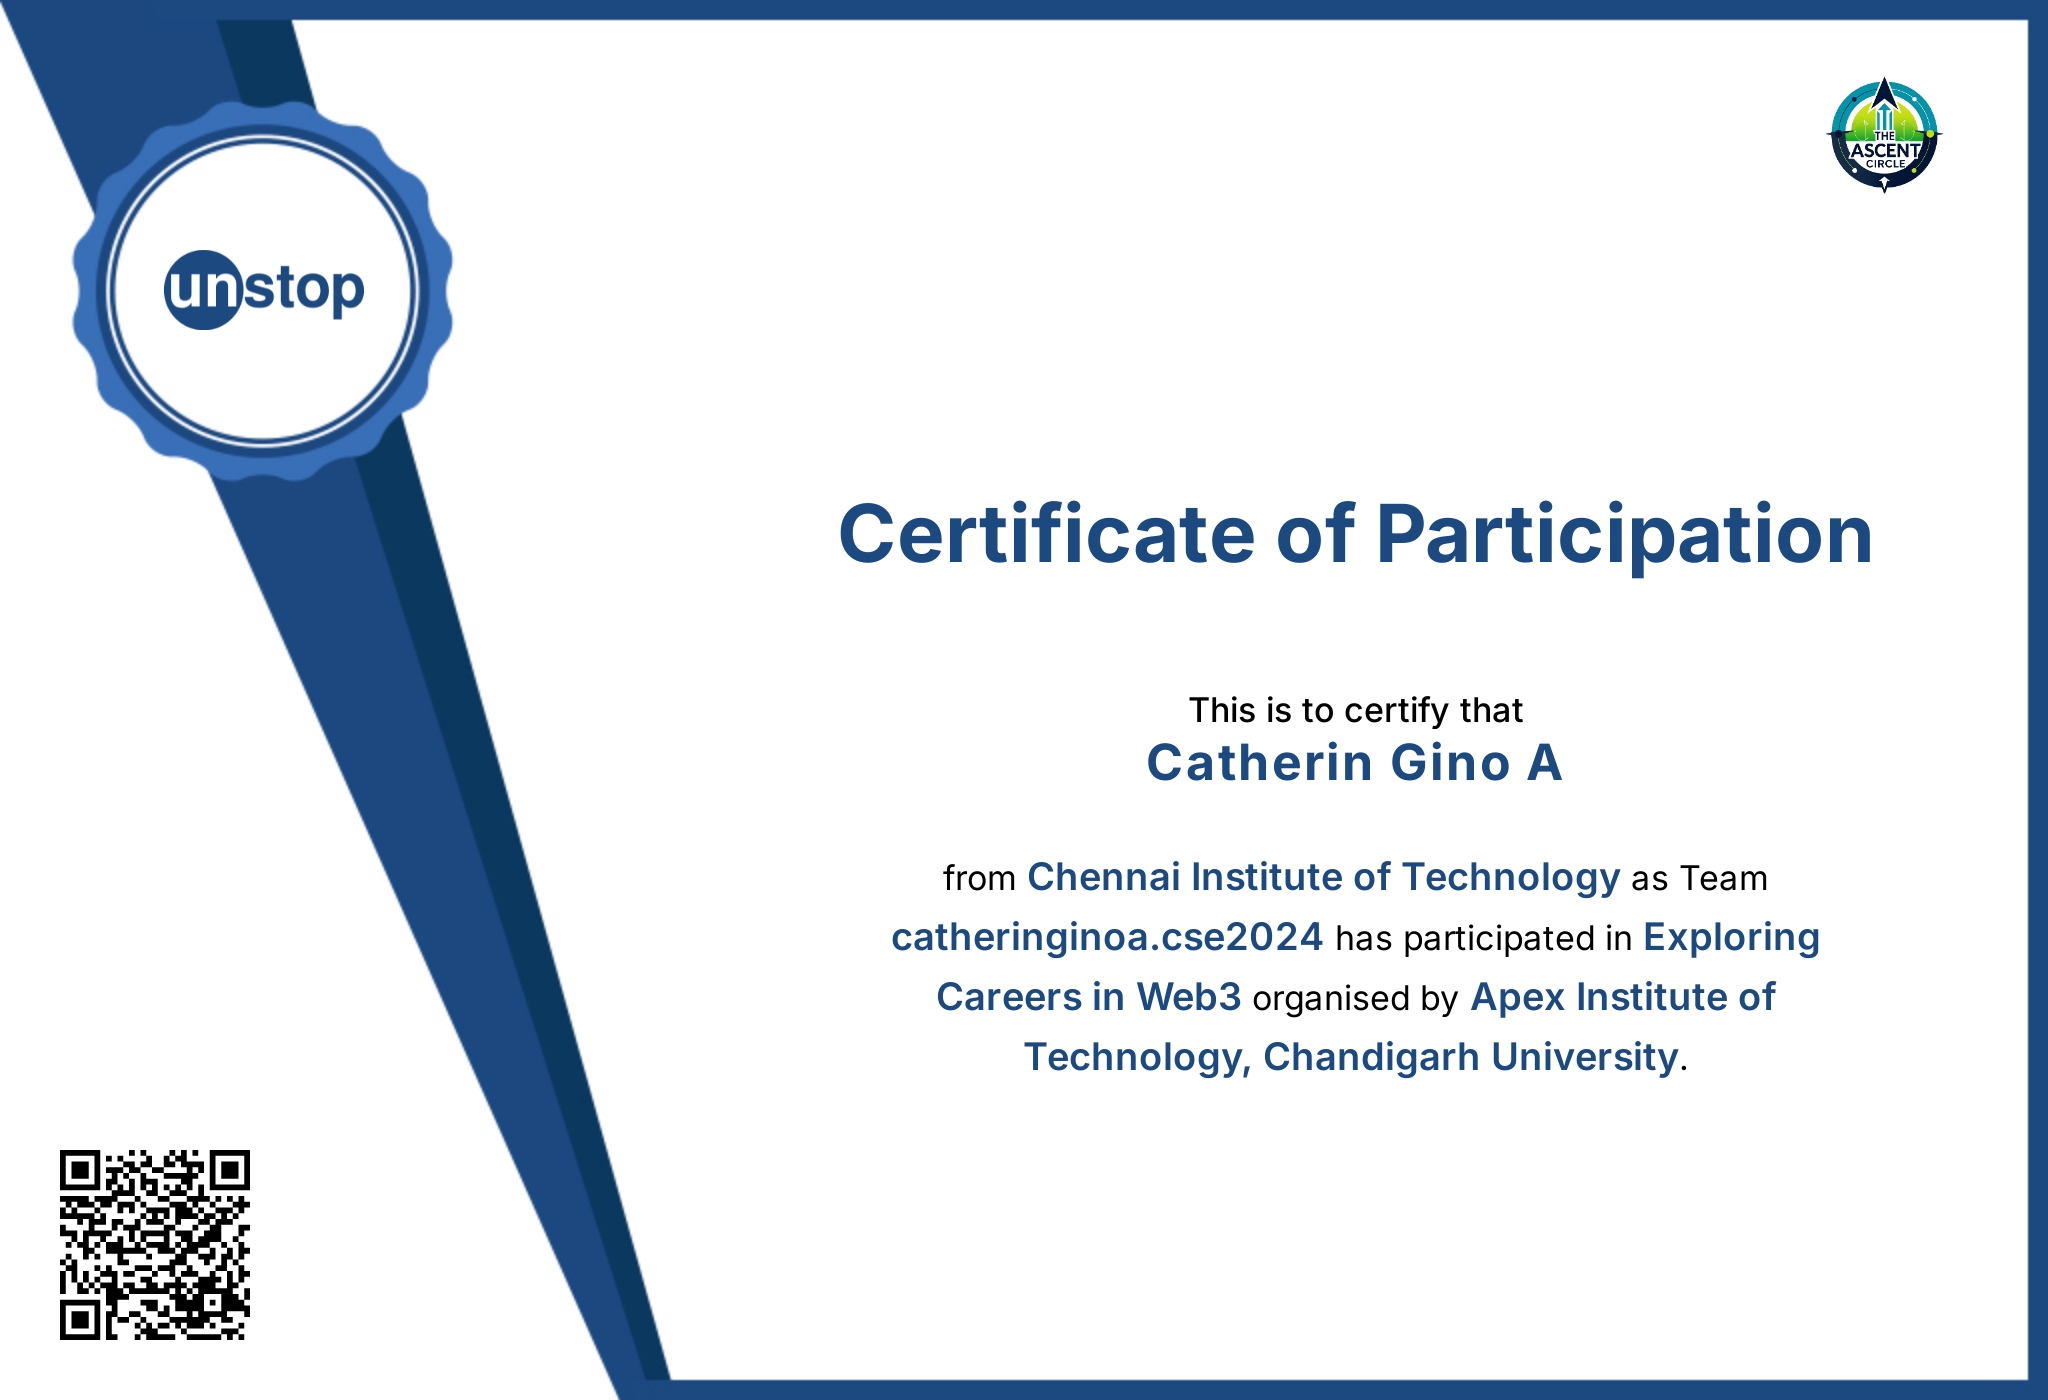 THE
ASCENT
CIRCLE
unstop
Certificate of Participation
This is to certify that
Catherin Gino A
from Chennai Institute of Technology as Team
catheringinoa.cse2024 has participated in Exploring
Careers in Web3 organised by Apex Institute of
Technology, Chandigarh University.